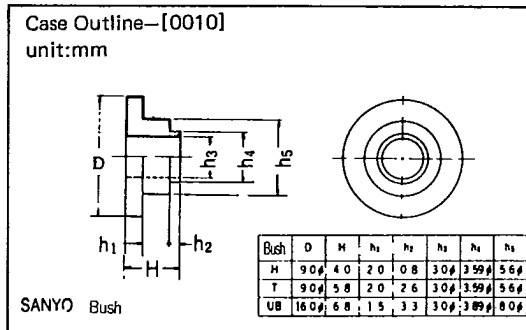 Case Outline—[0010]
unit:mm
D
h₃
h₄
h₅
h₁
h₂
H
Bush D H h₁ h₂ h₃ h₄ h₅
H 9.0ϕ 4.0 2.0 0.8 3.0ϕ 3.59ϕ 5.6ϕ
T 9.0ϕ 5.8 2.0 2.6 3.0ϕ 3.59ϕ 5.6ϕ
UB 16.0ϕ 6.8 1.5 3.3 3.0ϕ 3.89ϕ 8.0ϕ
SANYO Bush